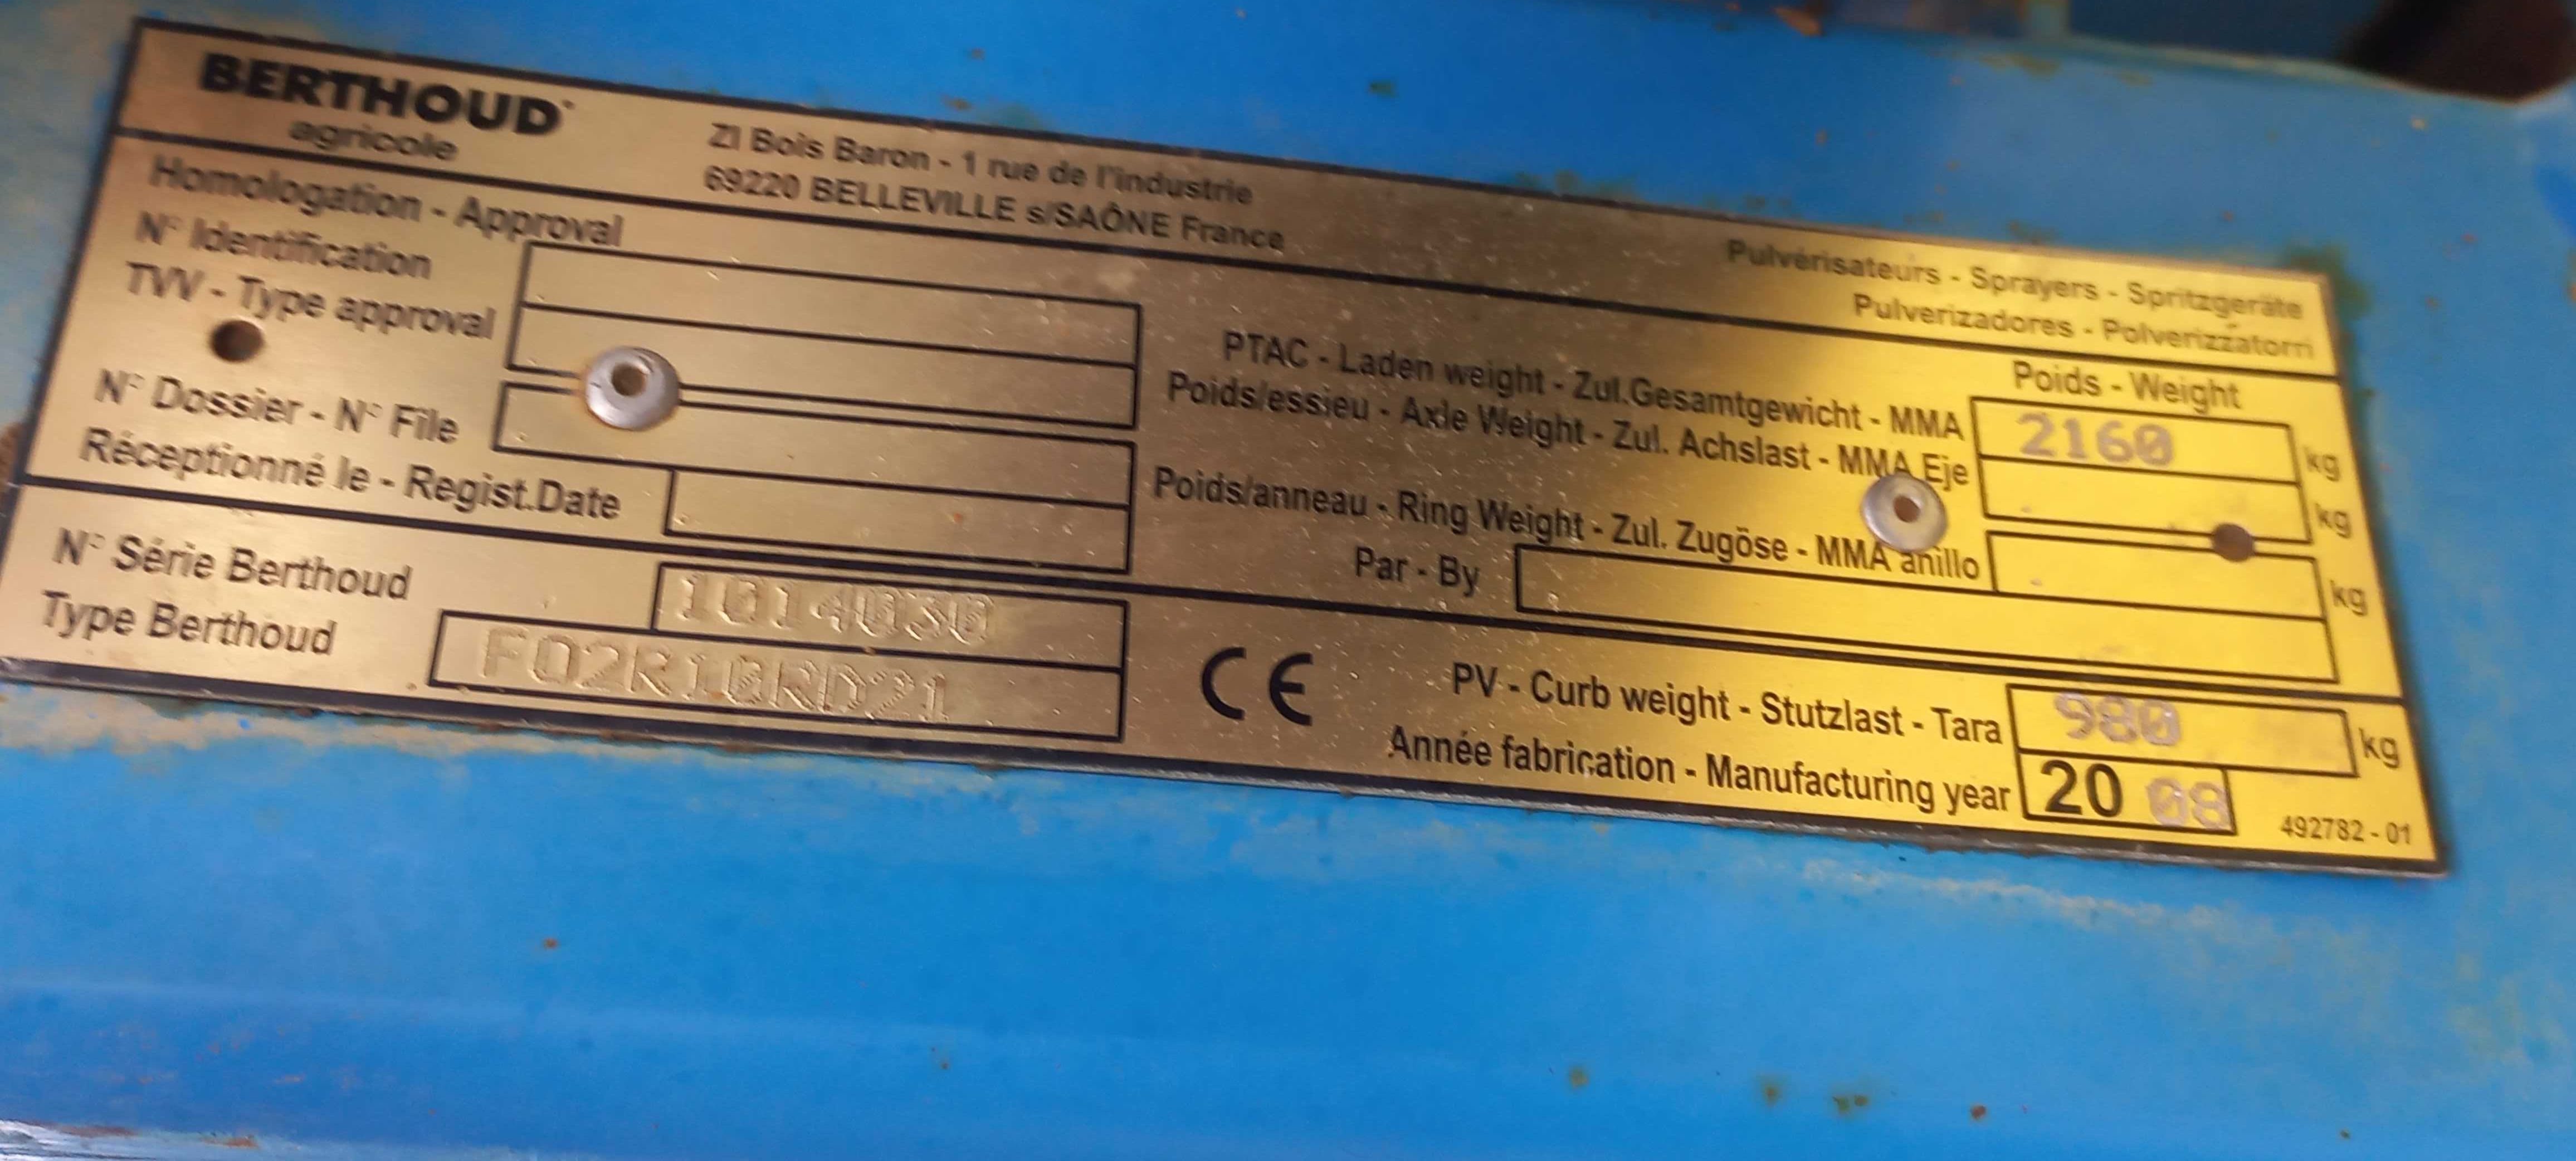 BERTHOUD
agricole
ZI Bois Baron - 1 rue de l'industrie
69220 BELLEVILLE s/SAÔNE France
Pulvérisateurs - Sprayers - Spritzgeräte
Pulverizadores - Polverizzatorri
Homologation - Approval
N° Identification
TVV - Type approval
N° Dossier - N° File
Réceptionné le - Regist.Date
Poids - Weight
PTAC - Laden weight - Zul.Gesamtgewicht - MMA 2160 kg
Poids/essieu - Axle Weight - Zul. Achslast - MMA Eje kg
Poids/anneau - Ring Weight - Zul. Zugöse - MMA anillo kg
Par - By
N° Série Berthoud 1014030
Type Berthoud F02R10RD21
CE
PV - Curb weight - Stutzlast - Tara 980 kg
Année fabrication - Manufacturing year 2008
492782 - 01